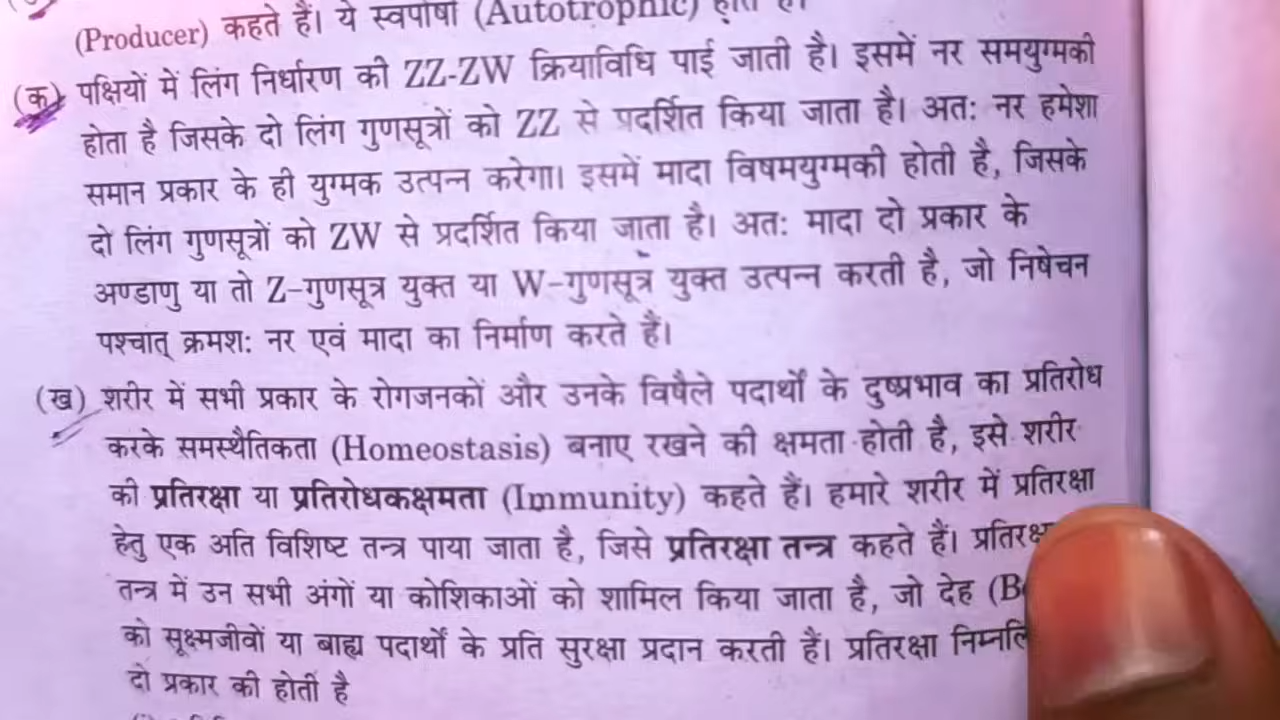 (Producer) कहते हैं। ये स्वपोषी (Autotrophic) होते हैं।
(क) पक्षियों में लिंग निर्धारण की ZZ-ZW क्रियाविधि पाई जाती है। इसमें नर समयुग्मकी
होता है जिसके दो लिंग गुणसूत्रों को ZZ से प्रदर्शित किया जाता है। अतः नर हमेशा
समान प्रकार के ही युग्मक उत्पन्न करेगा। इसमें मादा विषमयुग्मकी होती है, जिसके
दो लिंग गुणसूत्रों को ZW से प्रदर्शित किया जाता है। अतः मादा दो प्रकार के
अण्डाणु या तो Z-गुणसूत्र युक्त या W-गुणसूत्र युक्त उत्पन्न करती है, जो निषेचन
पश्चात् क्रमशः नर एवं मादा का निर्माण करते हैं।
(ख) शरीर में सभी प्रकार के रोगजनकों और उनके विषैले पदार्थों के दुष्प्रभाव का प्रतिरोध
करके समस्थैतिकता (Homeostasis) बनाए रखने की क्षमता होती है, इसे शरीर
की प्रतिरक्षा या प्रतिरोधकक्षमता (Immunity) कहते हैं। हमारे शरीर में प्रतिरक्षा
हेतु एक अति विशिष्ट तन्त्र पाया जाता है, जिसे प्रतिरक्षा तन्त्र कहते हैं।
तन्त्र में उन सभी अंगों या कोशिकाओं को शामिल किया जाता है, जो देह
को सूक्ष्मजीवों या बाह्य पदार्थों के प्रति सुरक्षा प्रदान करती हैं। प्रतिरक्षा
दो प्रकार की होती है